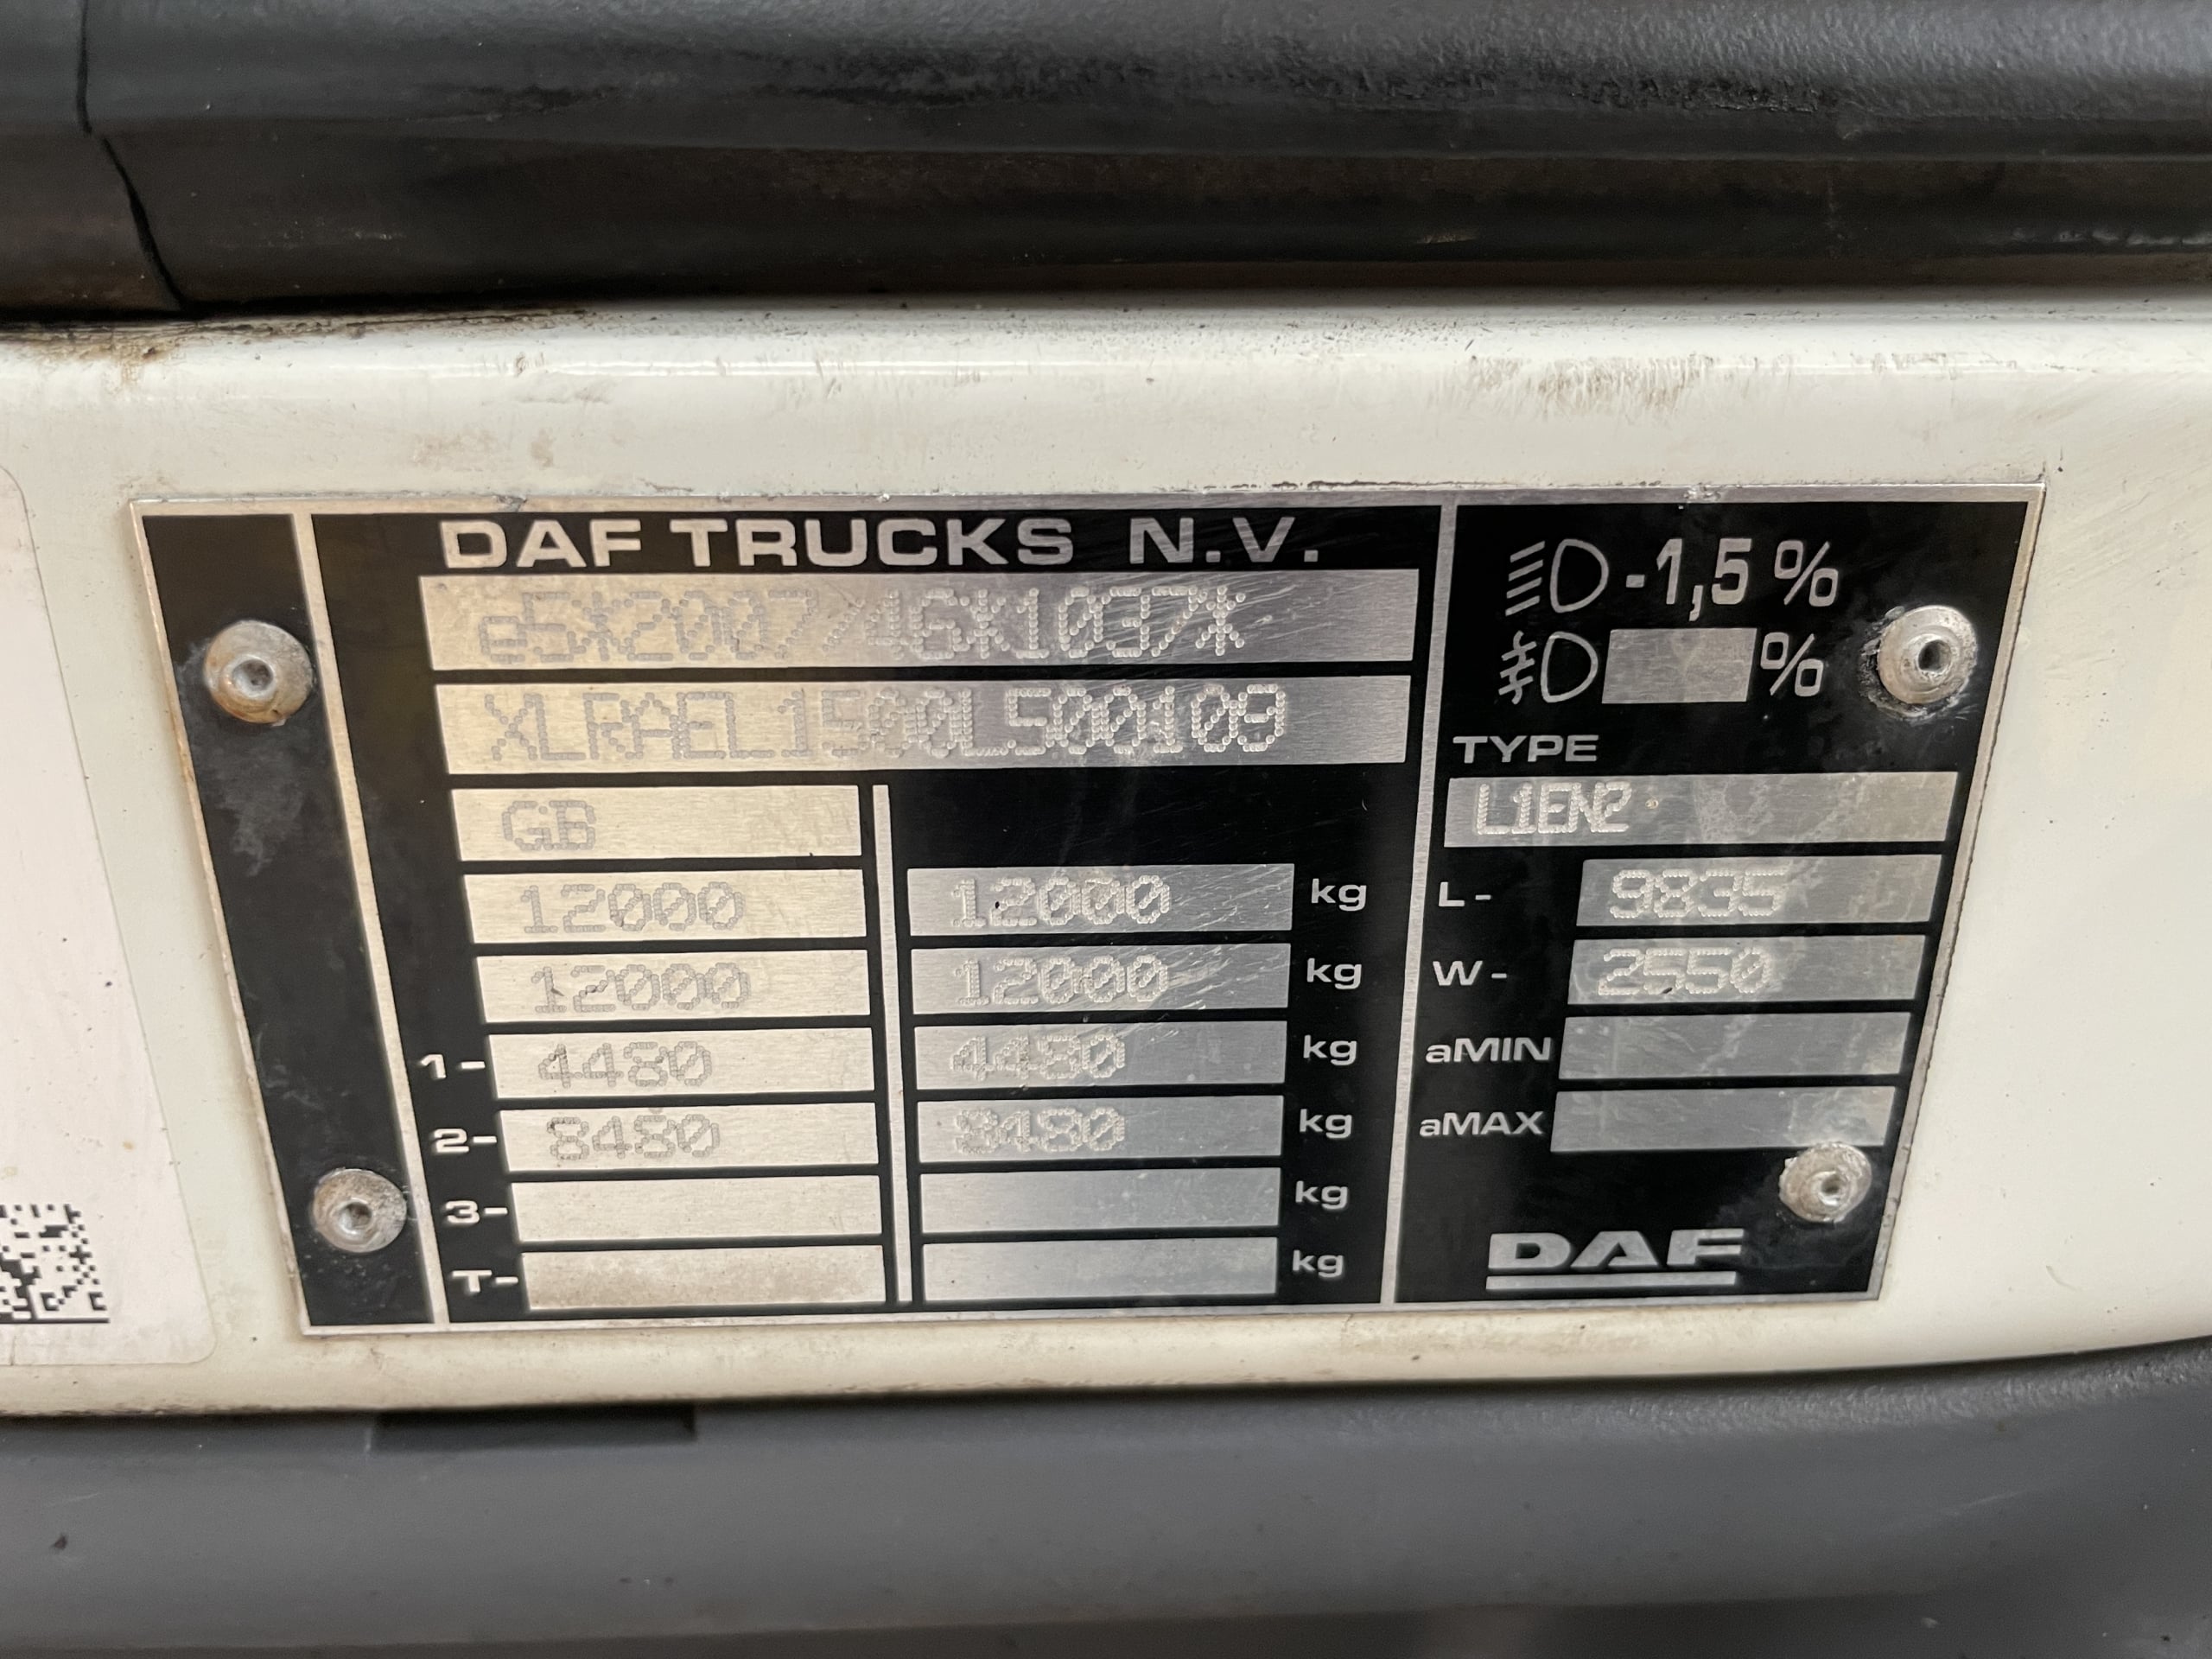 DAF TRUCKS N.V.
e5*2007/46*1037*
XLRAEL1500L500108
GB
12000 12000 kg
12000 12000 kg
1- 4480 4480 kg
2- 8480 8480 kg
3- kg
T- kg
-1,5%
%
TYPE
L1EN2
L- 9835
W- 2550
aMIN
aMAX
DAF